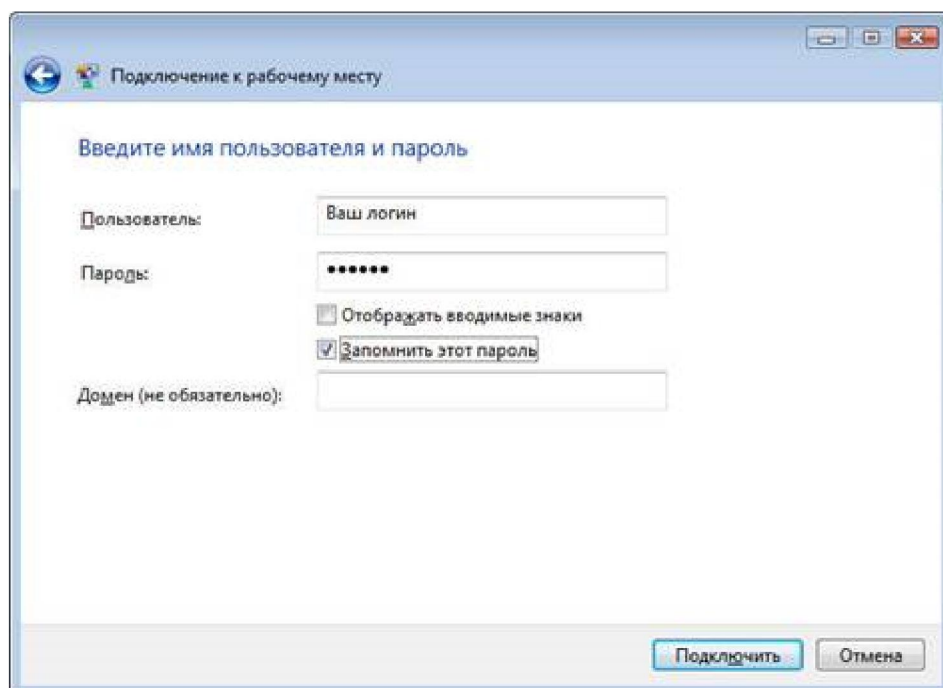 Подключение к рабочему месту
Введите имя пользователя и пароль
Пользователь: Ваш логин
Пароль: ••••••
Отображать вводимые знаки
Запомнить этот пароль
Домен (не обязательно):
Подключить Отмена